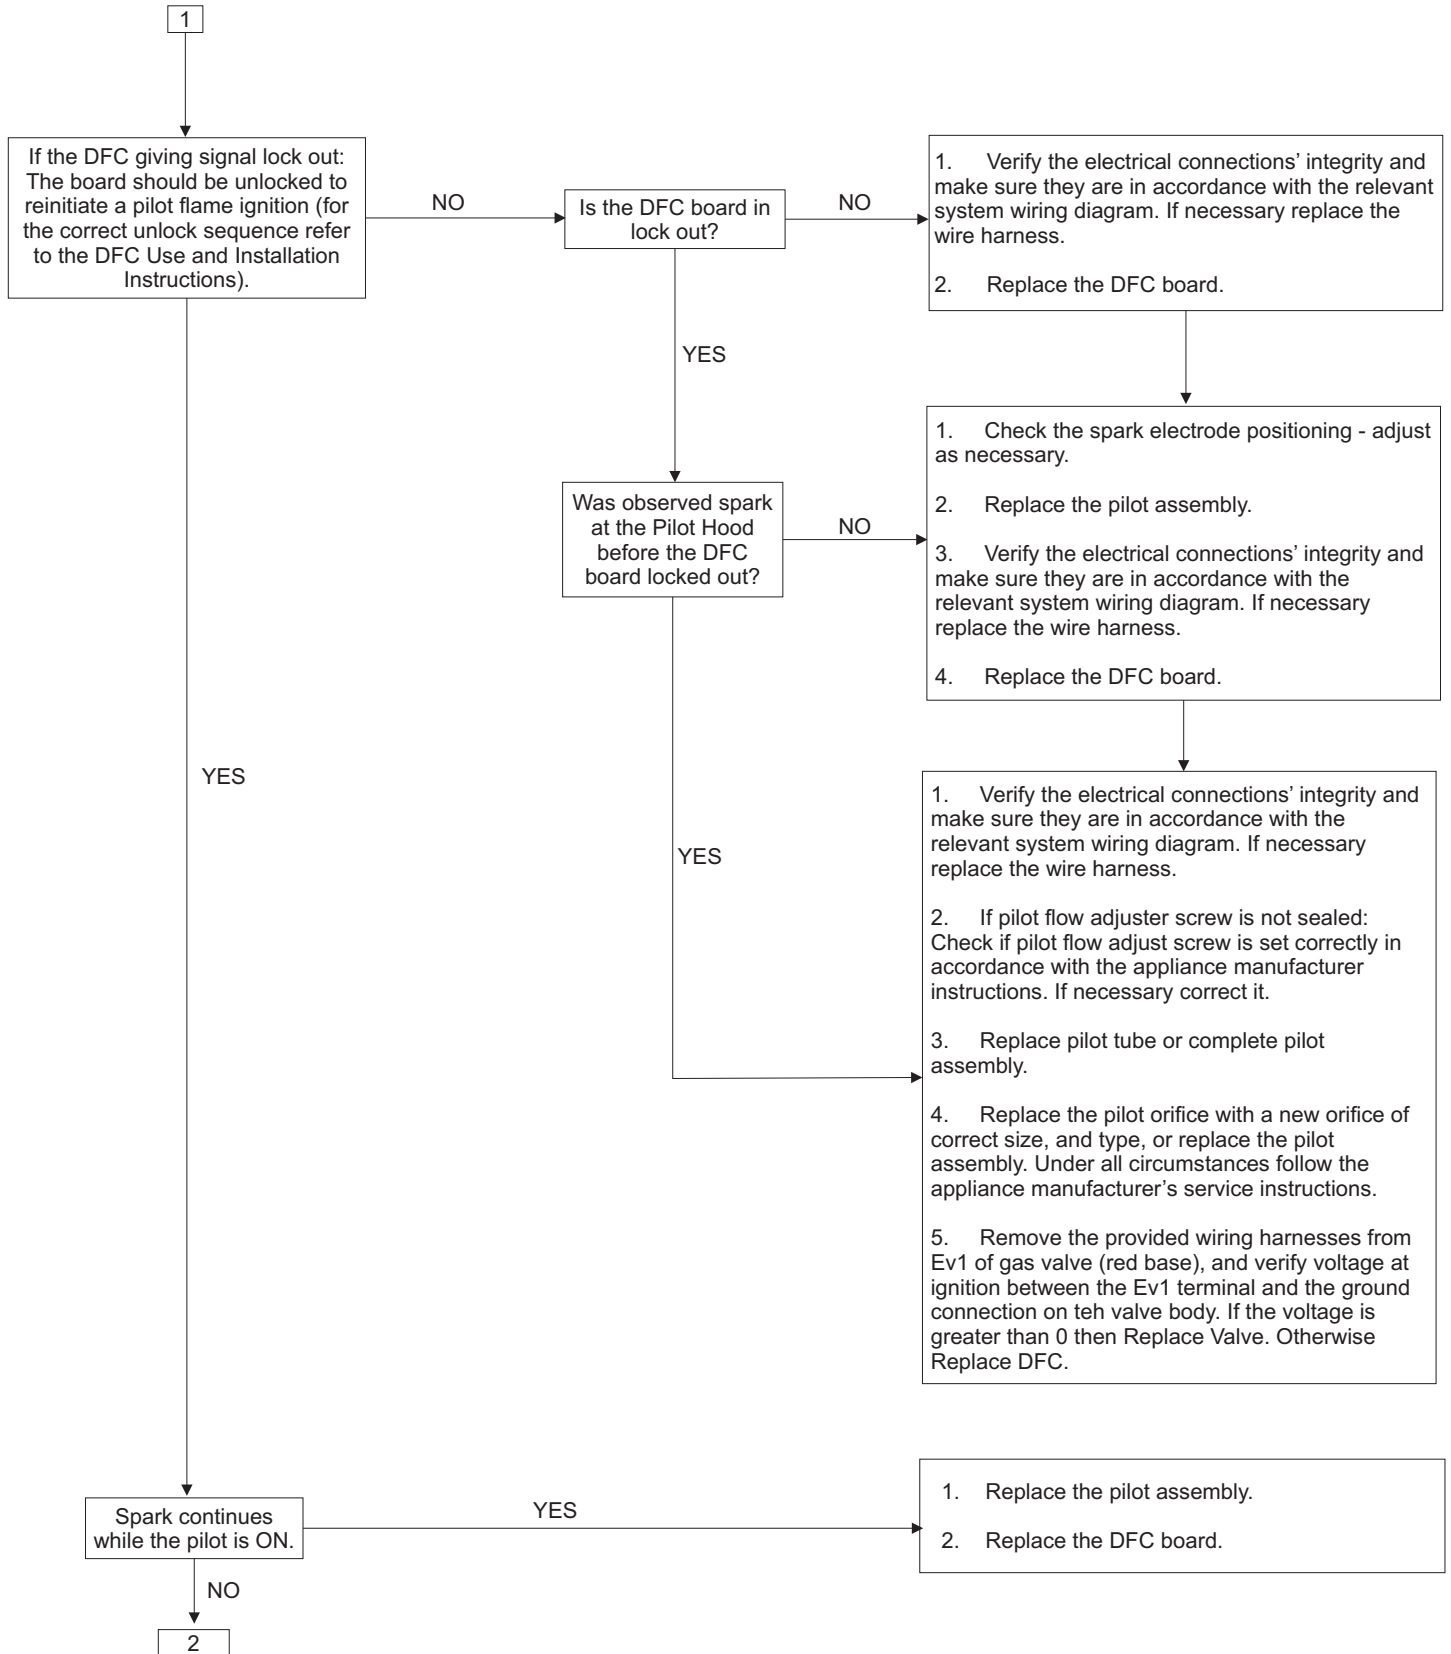 1
If the DFC giving signal lock out:
The board should be unlocked to
reinitiate a pilot flame ignition (for
the correct unlock sequence refer
to the DFC Use and Installation
Instructions).
NO
Is the DFC board in
lock out?
NO
1. Verify the electrical connections’ integrity and
make sure they are in accordance with the relevant
system wiring diagram. If necessary replace the
wire harness.
2. Replace the DFC board.
YES
1. Check the spark electrode positioning - adjust
as necessary.
2. Replace the pilot assembly.
3. Verify the electrical connections’ integrity and
make sure they are in accordance with the
relevant system wiring diagram. If necessary
replace the wire harness.
4. Replace the DFC board.
Was observed spark
at the Pilot Hood
before the DFC
board locked out?
NO
YES
YES
1. Verify the electrical connections’ integrity and
make sure they are in accordance with the
relevant system wiring diagram. If necessary
replace the wire harness.
2. If pilot flow adjuster screw is not sealed:
Check if pilot flow adjust screw is set correctly in
accordance with the appliance manufacturer
instructions. If necessary correct it.
3. Replace pilot tube or complete pilot
assembly.
4. Replace the pilot orifice with a new orifice of
correct size, and type, or replace the pilot
assembly. Under all circumstances follow the
appliance manufacturer’s service instructions.
5. Remove the provided wiring harnesses from
Ev1 of gas valve (red base), and verify voltage at
ignition between the Ev1 terminal and the ground
connection on teh valve body. If the voltage is
greater than 0 then Replace Valve. Otherwise
Replace DFC.
Spark continues
while the pilot is ON.
YES
1. Replace the pilot assembly.
2. Replace the DFC board.
NO
2